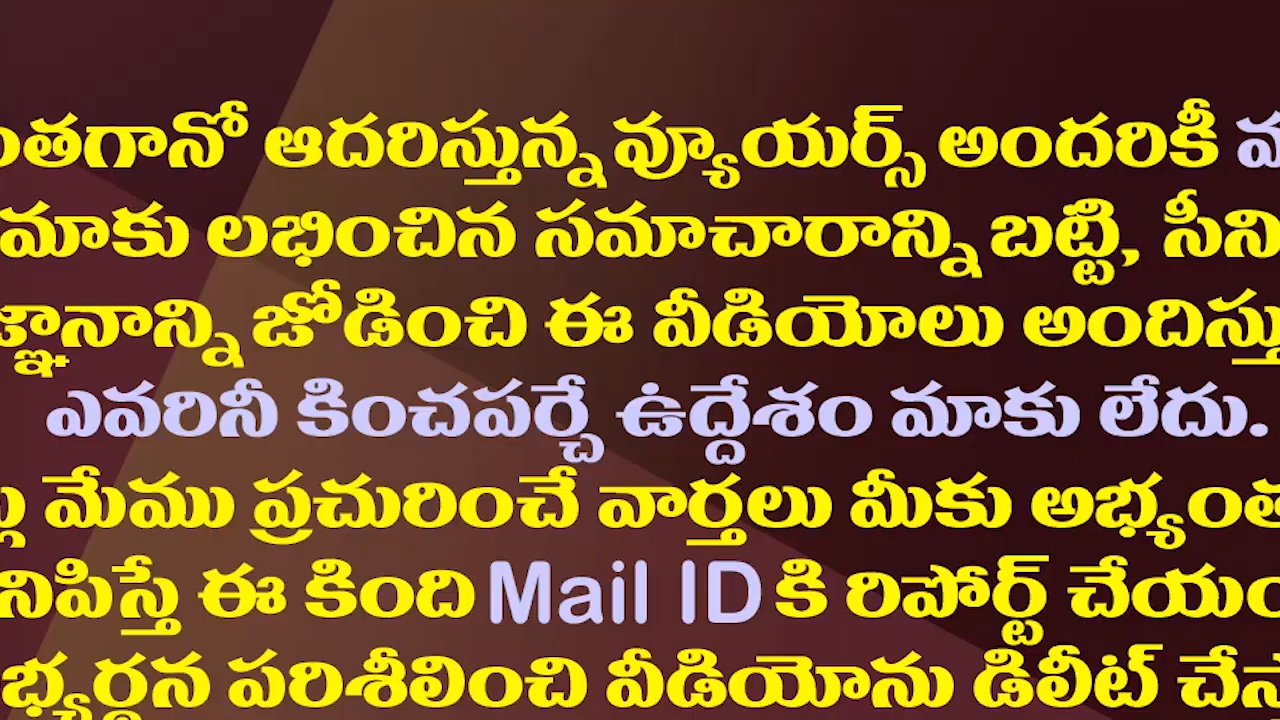 ఆదరిస్తున్న వ్యూయర్స్ అందరికీ
మాకు లభించిన సమాచారాన్ని బట్టి,
జోడించి ఈ వీడియోలు
ఎవరినీ కించపర్చే ఉద్దేశం మాకు లేదు.
మేము ప్రచురించే వార్తలు మీకు
ఈ కింది Mail ID కి రిపోర్ట్
పరిశీలించి వీడియోను డిలీట్